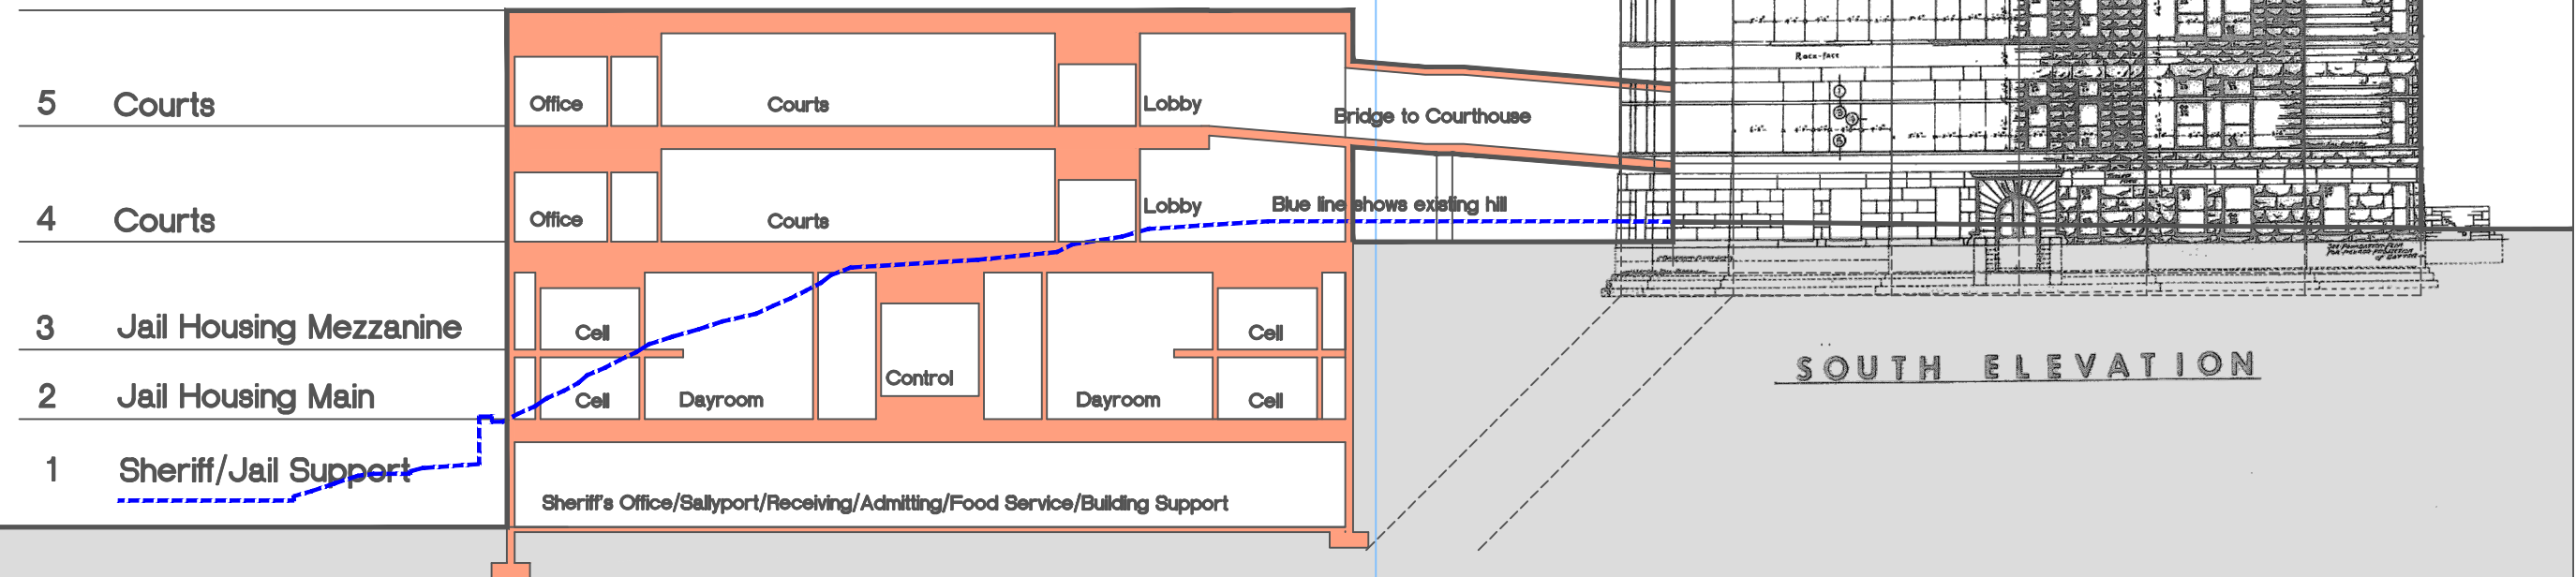 Race-face
5 Courts
Office
Courts
Lobby
Bridge to Courthouse
4 Courts
Office
Courts
Lobby
Blue line shows existing hill
3 Jail Housing Mezzanine
Cell
Cell
2 Jail Housing Main
Cell
Dayroom
Control
Dayroom
Cell
SOUTH ELEVATION
1 Sheriff/Jail Support
Sheriff's Office/Sallyport/Receiving/Admitting/Food Service/Building Support